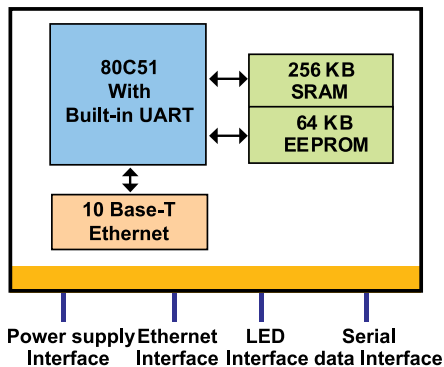 80C51
With
Built-in UART
256 KB
SRAM
64 KB
EEPROM
10 Base-T
Ethernet
Power supply
Interface
Ethernet
Interface
LED
Interface
Serial
data Interface